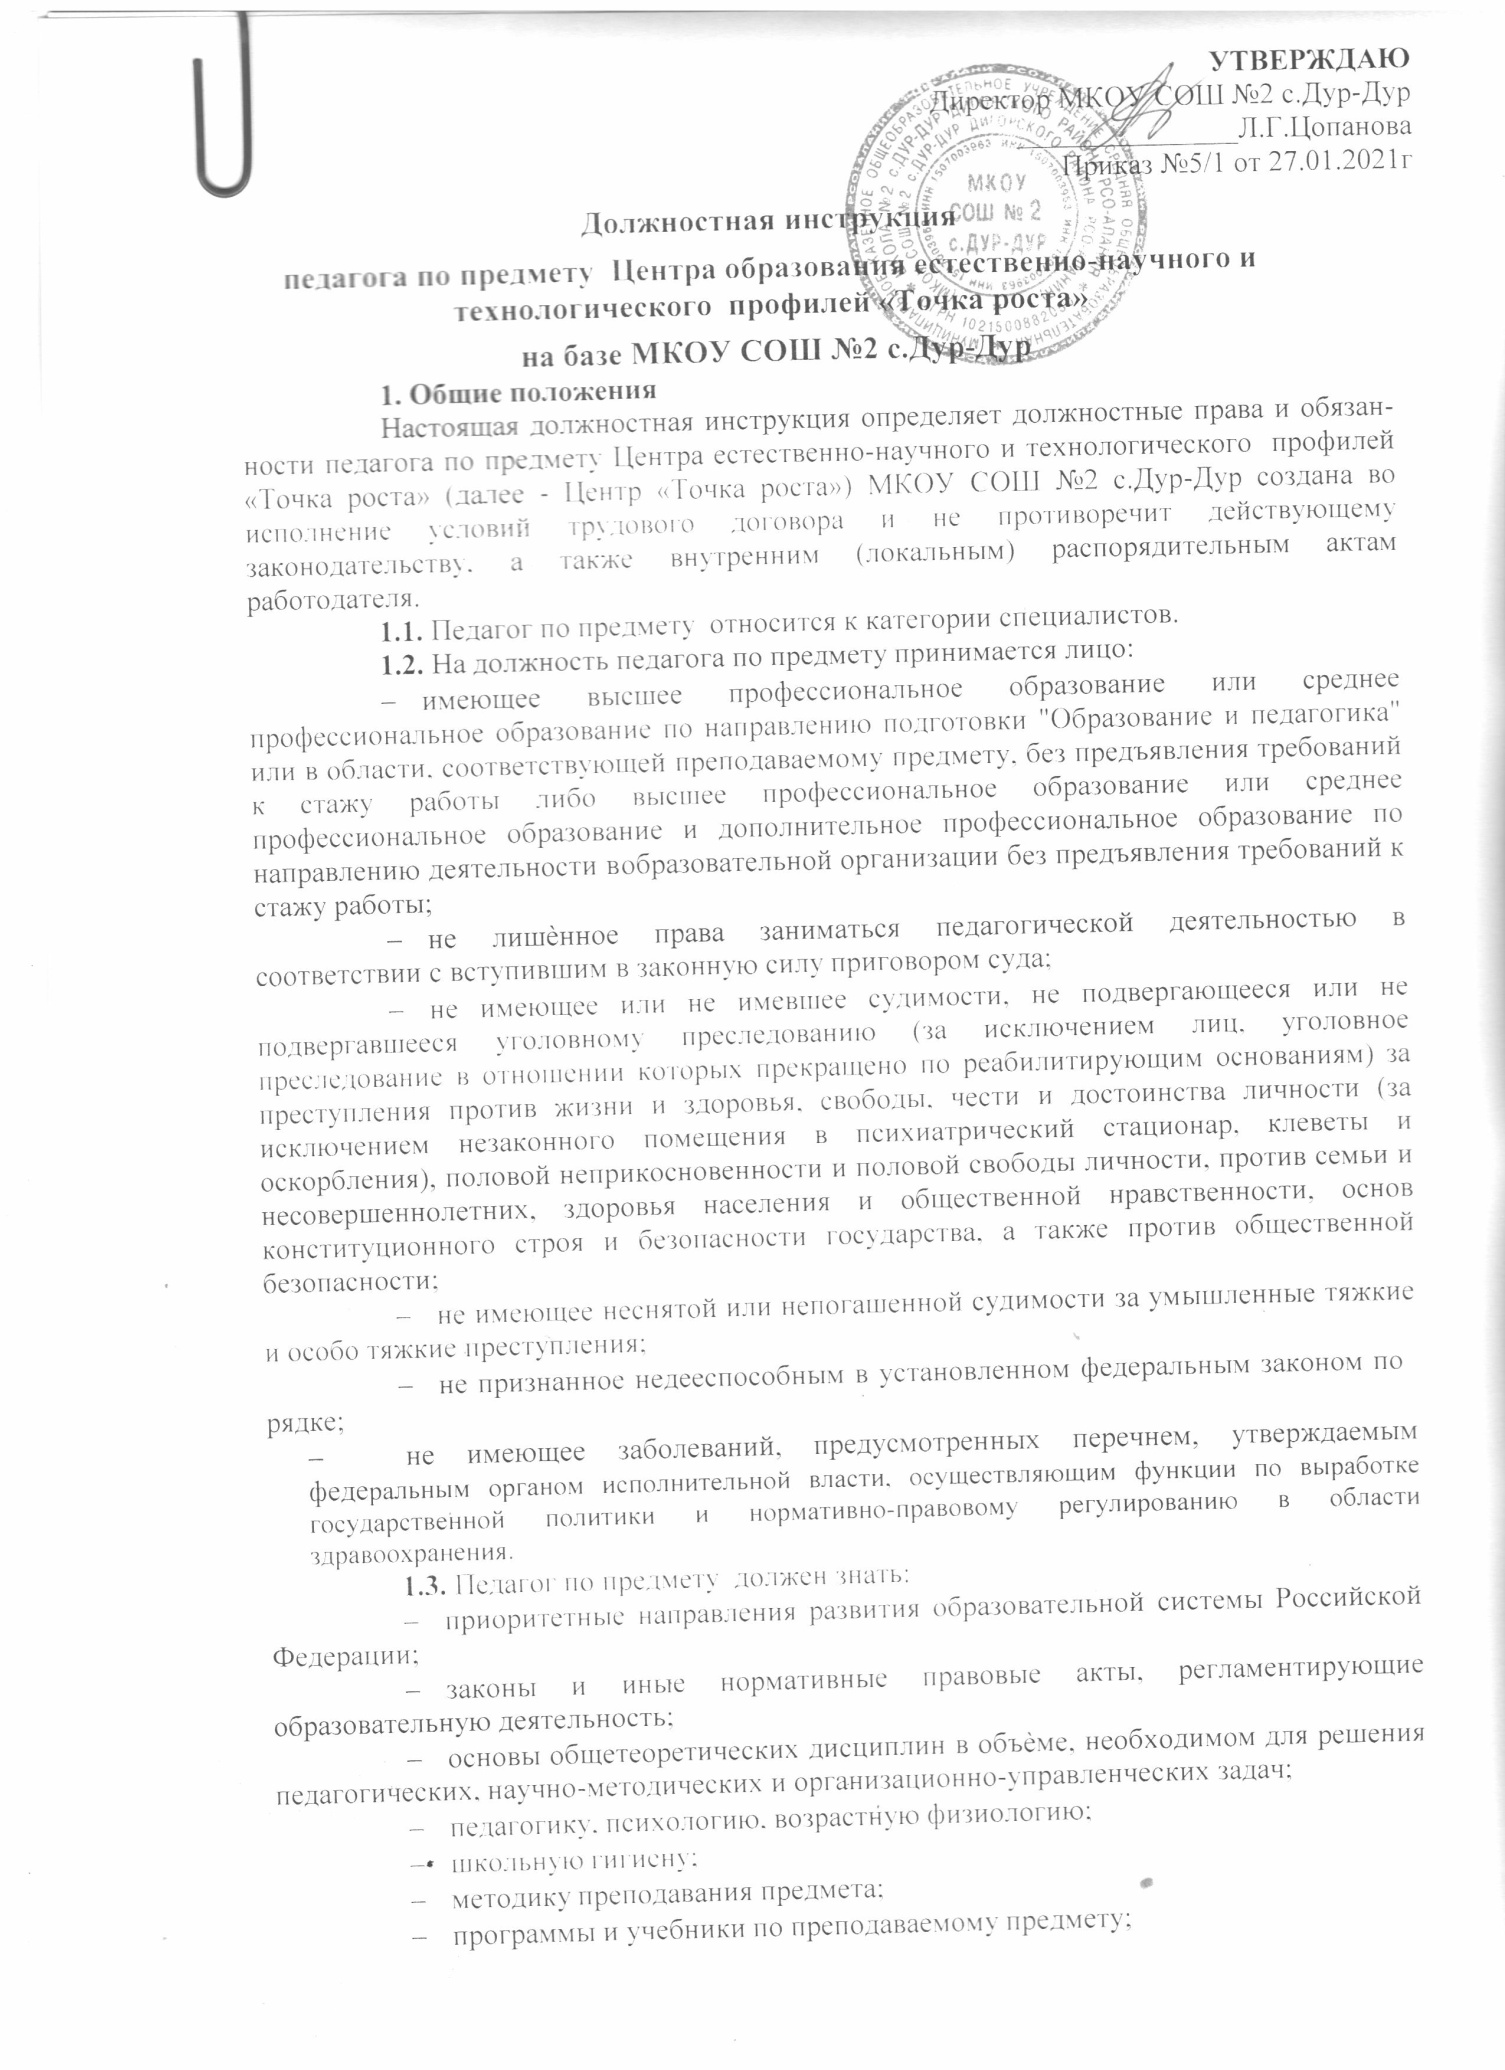 УТВЕРЖДАЮ
Директор МКОУ СОШ №2 с.Дур-Дур
________________Л.Г.Цопанова
Приказ №5/1 от 27.01.2021г
МКОУ
СОШ № 2
с.ДУР-ДУР
Должностная инструкция
педагога по предмету Центра образования естественно-научного и
технологического профилей «Точка роста»
на базе МКОУ СОШ №2 с.Дур-Дур
1. Общие положения
Настоящая должностная инструкция определяет должностные права и обязан-
ности педагога по предмету Центра естественно-научного и технологического профилей
«Точка роста» (далее - Центр «Точка роста») МКОУ СОШ №2 с.Дур-Дур создана во
исполнение условий трудового договора и не противоречит действующему
законодательству, а также внутренним (локальным) распорядительным актам
работодателя.
1.1. Педагог по предмету относится к категории специалистов.
1.2. На должность педагога по предмету принимается лицо:
– имеющее высшее профессиональное образование или среднее
профессиональное образование по направлению подготовки "Образование и педагогика"
или в области, соответствующей преподаваемому предмету, без предъявления требований
к стажу работы либо высшее профессиональное образование или среднее
профессиональное образование и дополнительное профессиональное образование по
направлению деятельности вобразовательной организации без предъявления требований к
стажу работы;
– не лишѐнное права заниматься педагогической деятельностью в
соответствии с вступившим в законную силу приговором суда;
– не имеющее или не имевшее судимости, не подвергающееся или не
подвергавшееся уголовному преследованию (за исключением лиц, уголовное
преследование в отношении которых прекращено по реабилитирующим основаниям) за
преступления против жизни и здоровья, свободы, чести и достоинства личности (за
исключением незаконного помещения в психиатрический стационар, клеветы и
оскорбления), половой неприкосновенности и половой свободы личности, против семьи и
несовершеннолетних, здоровья населения и общественной нравственности, основ
конституционного строя и безопасности государства, а также против общественной
безопасности;
– не имеющее неснятой или непогашенной судимости за умышленные тяжкие
и особо тяжкие преступления;
– не признанное недееспособным в установленном федеральным законом по
рядке;
– не имеющее заболеваний, предусмотренных перечнем, утверждаемым
федеральным органом исполнительной власти, осуществляющим функции по выработке
государственной политики и нормативно-правовому регулированию в области
здравоохранения.
1.3. Педагог по предмету должен знать:
– приоритетные направления развития образовательной системы Российской
Федерации;
– законы и иные нормативные правовые акты, регламентирующие
образовательную деятельность;
– основы общетеоретических дисциплин в объѐме, необходимом для решения
педагогических, научно-методических и организационно-управленческих задач;
– педагогику, психологию, возрастную физиологию;
– школьную гигиену;
– методику преподавания предмета;
– программы и учебники по преподаваемому предмету;